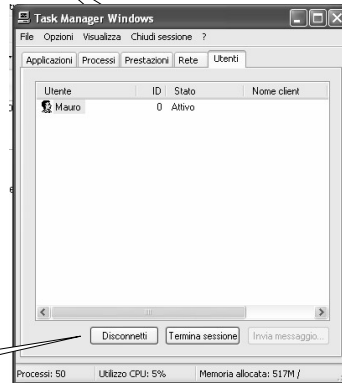 Task Manager Windows
File Opzioni Visualizza Chiudi sessione ?
Applicazioni Processi Prestazioni Rete Utenti
Utente ID Stato Nome client
Mauro 0 Attivo
Disconnetti Termina sessione Invia messaggio...
Processi: 50 Utilizzo CPU: 5% Memoria allocata: 517M /